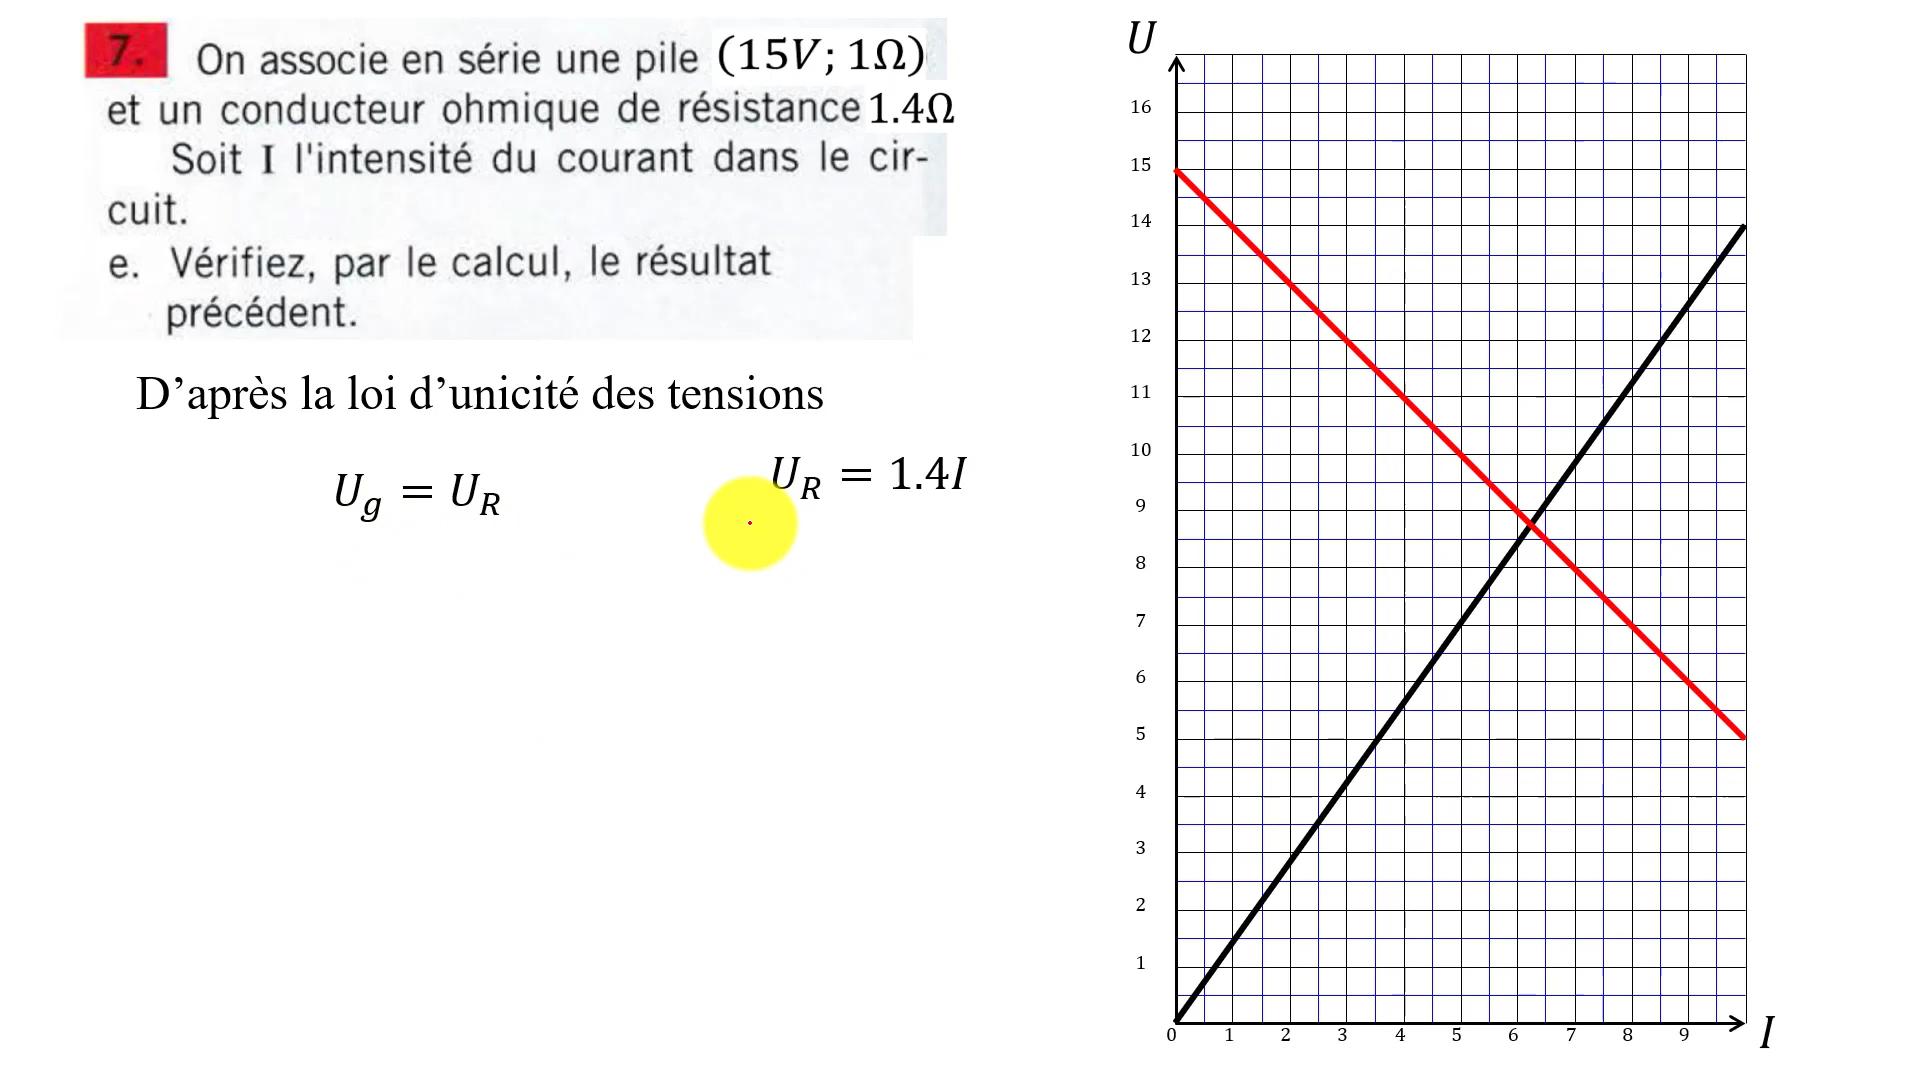 7. On associe en série une pile (15V; 1Ω)
et un conducteur ohmique de résistance 1.4Ω
Soit I l'intensité du courant dans le cir-
cuit.
e. Vérifiez, par le calcul, le résultat
précédent.
D’après la loi d’unicité des tensions
U_g = U_R
U_R = 1.4I
U
16
15
14
13
12
11
10
9
8
7
6
5
4
3
2
1
0 1 2 3 4 5 6 7 8 9
I